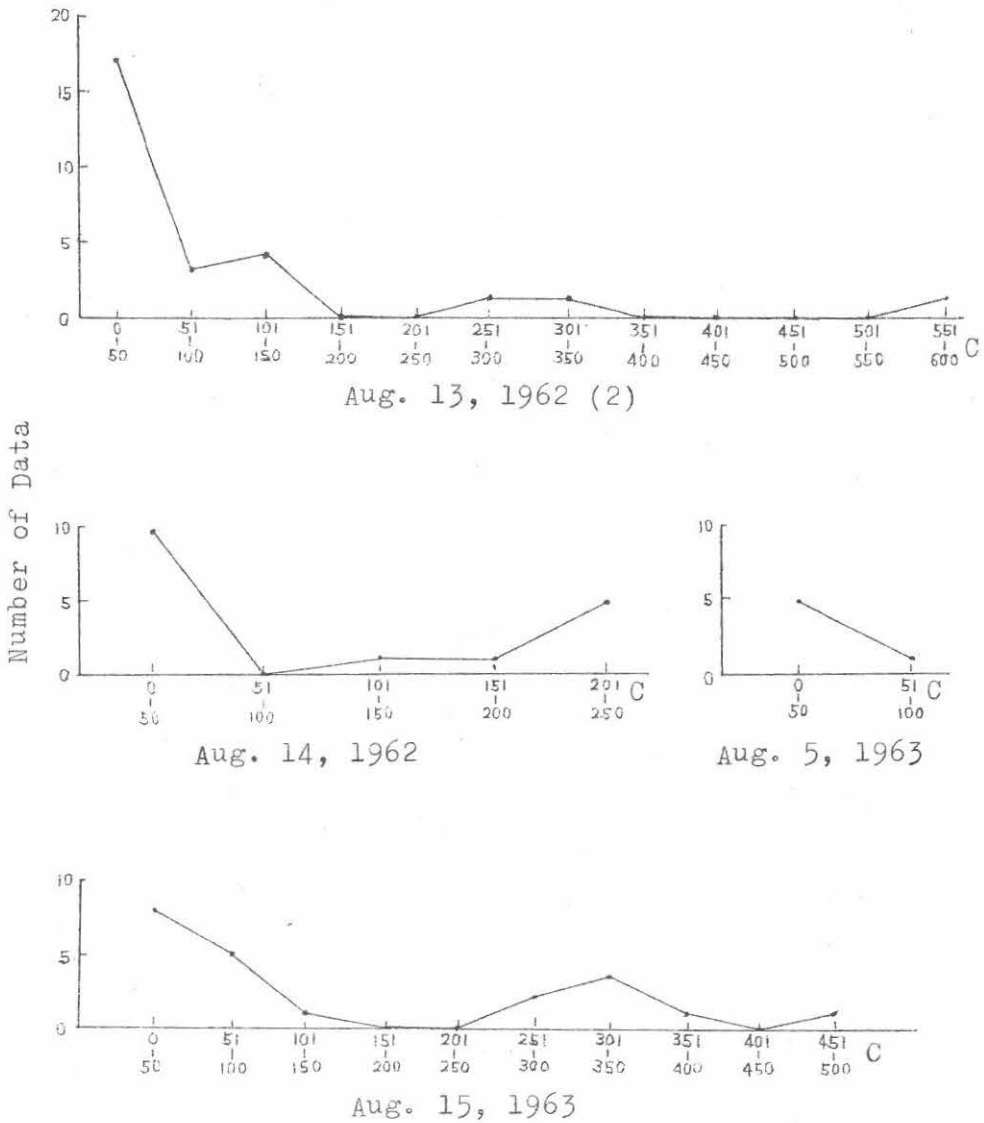 Number of Data
20
15
10
5
0
0 51 101 151 201 251 301 351 401 451 501 551
50 100 150 200 250 300 350 400 450 500 550 600 C
Aug. 13, 1962 (2)
10
5
0
0 51 101 151 201 C
50 100 150 200 250
Aug. 14, 1962
10
5
0
0 51 C
50 100
Aug. 5, 1963
10
5
0
0 51 101 151 201 251 301 351 401 451 C
50 100 150 200 250 300 350 400 450 500
Aug. 15, 1963